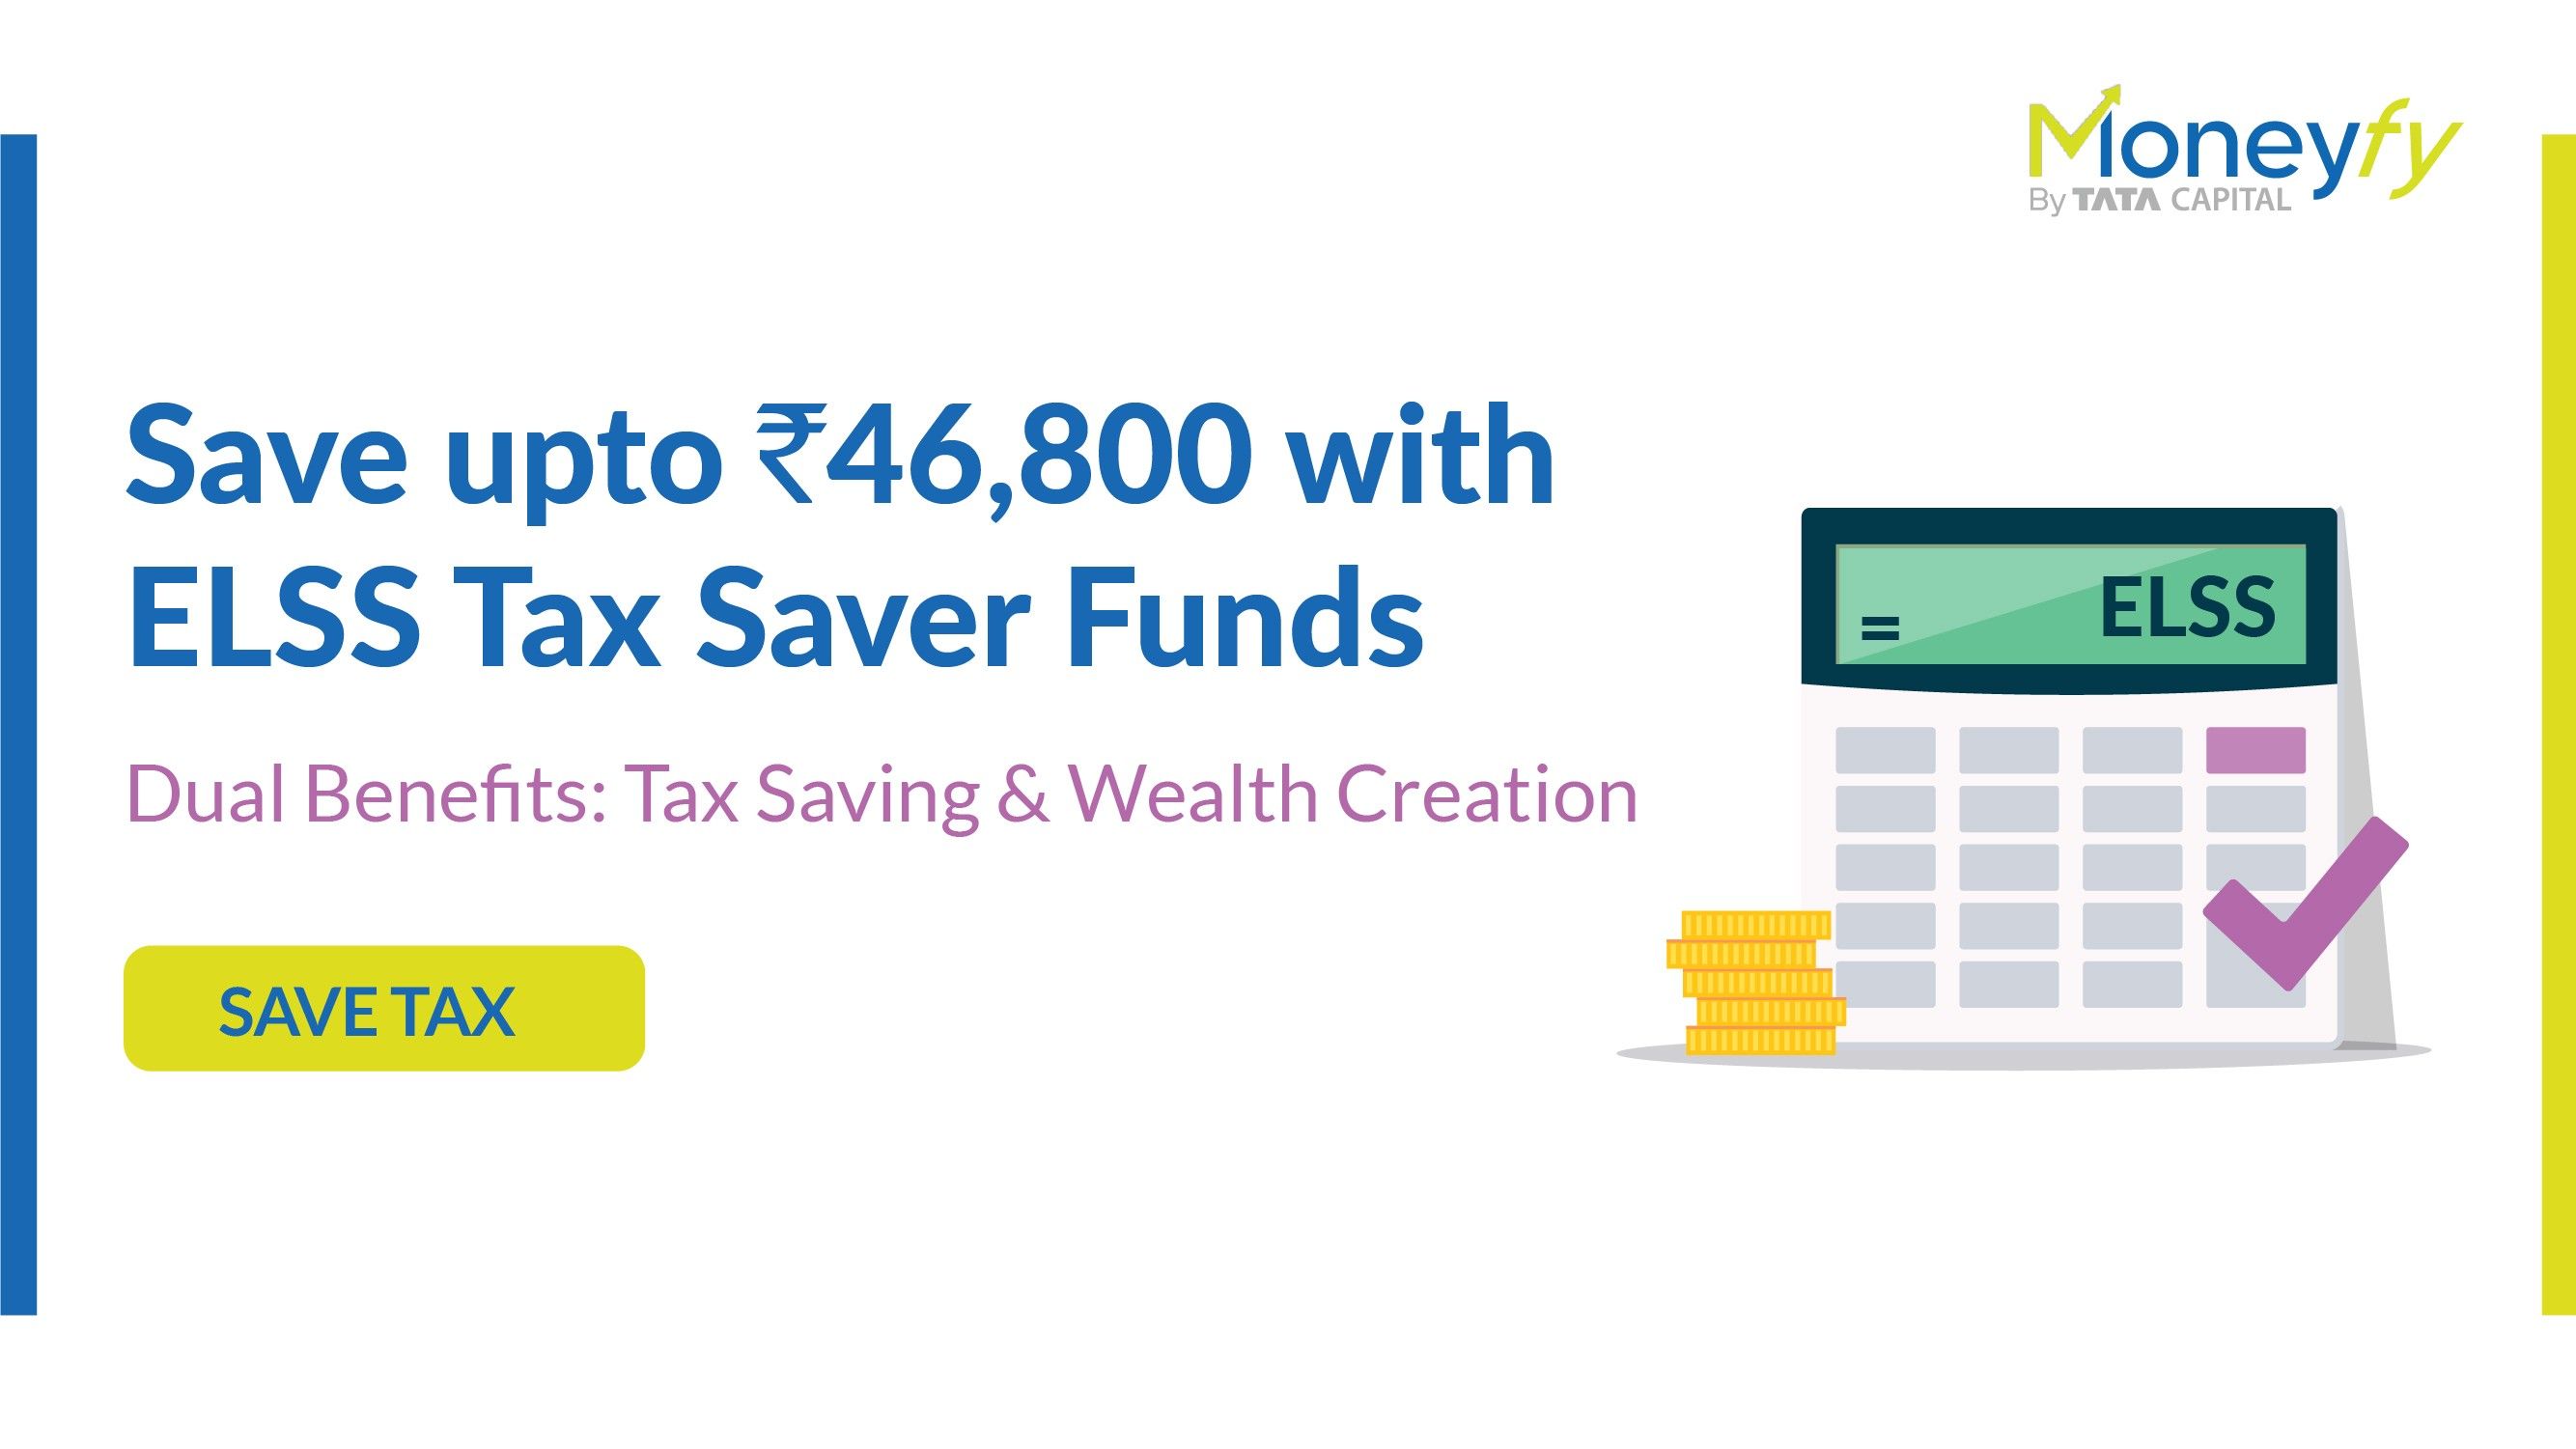 Moneyfy
By TATA CAPITAL
Save upto ₹46,800 with
ELSS Tax Saver Funds
Dual Benefits: Tax Saving & Wealth Creation
SAVE TAX
= ELSS